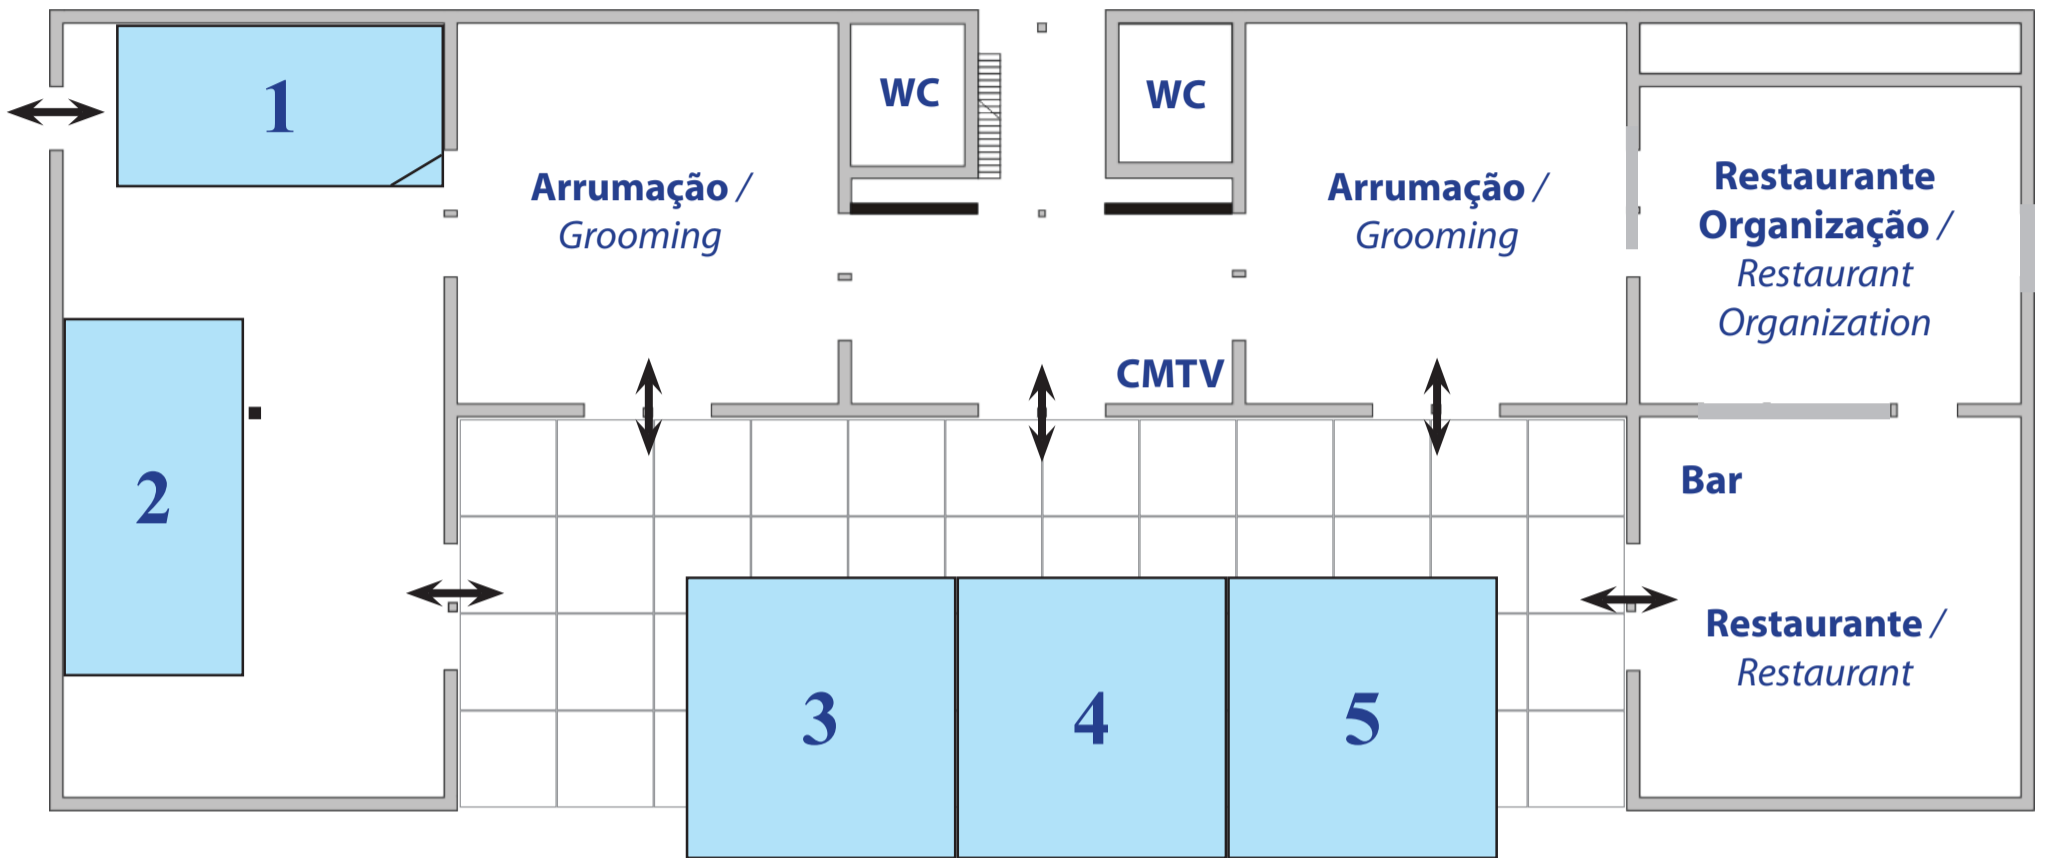 1
WC
WC
Arrumação /
Grooming
Arrumação /
Grooming
Restaurante
Organização /
Restaurant
Organization
CMTV
2
Bar
Restaurante /
Restaurant
3
4
5